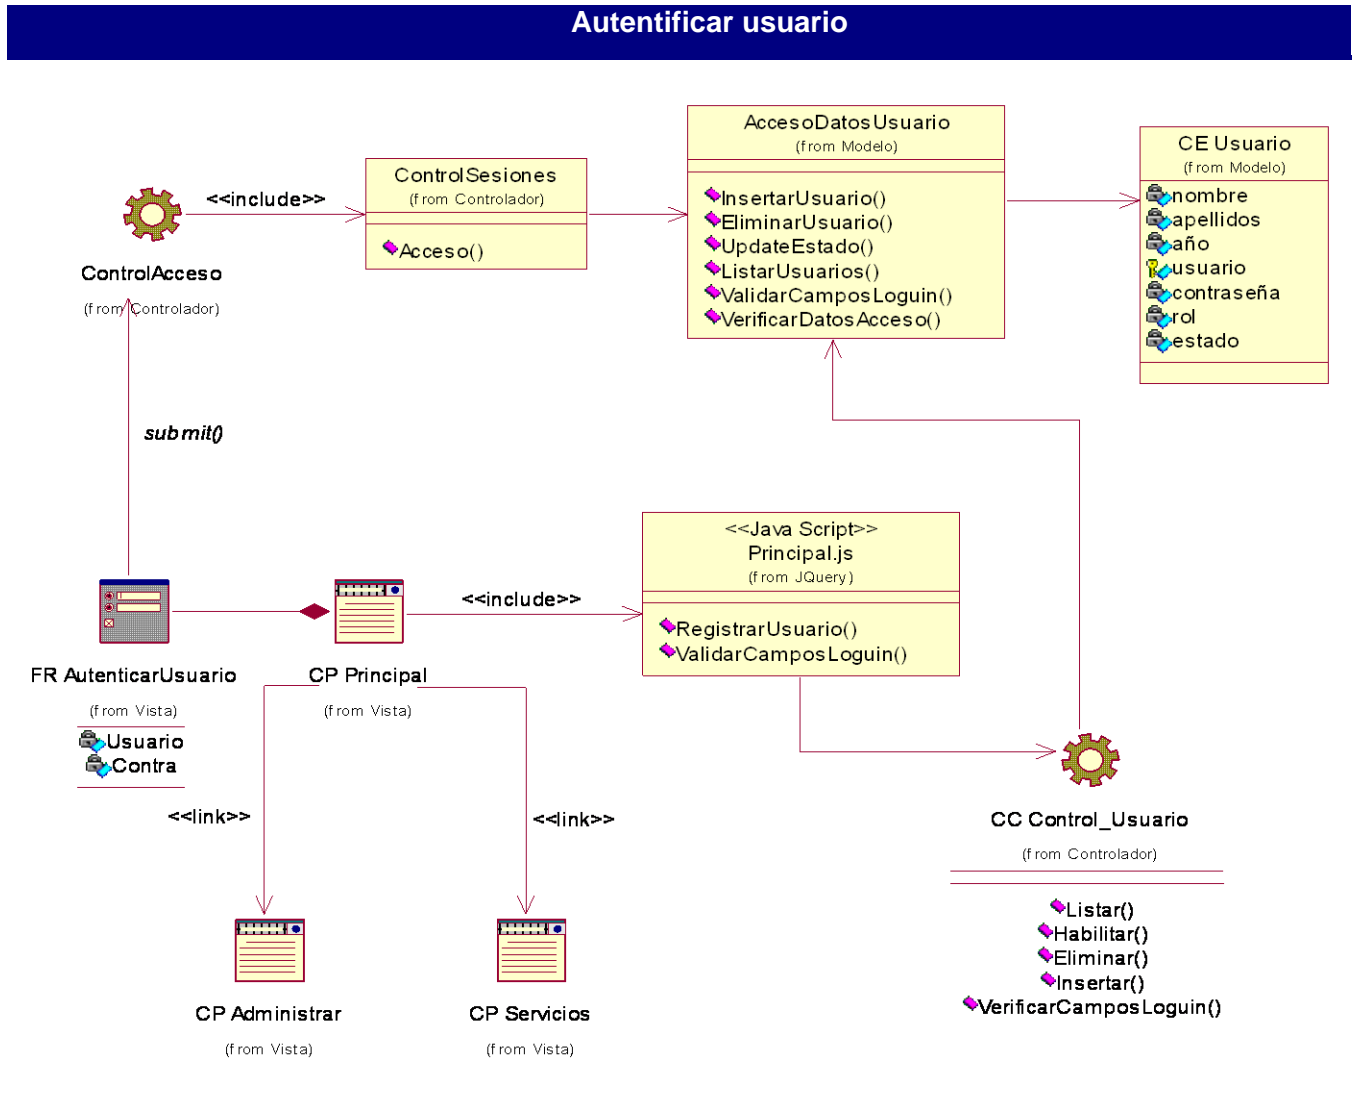 Autentificar usuario
AccesoDatosUsuario
(from Modelo)
InsertarUsuario()
EliminarUsuario()
UpdateEstado()
ListarUsuarios()
ValidarCamposLoguin()
VerificarDatosAcceso()
CE Usuario
(from Modelo)
nombre
apellidos
año
usuario
contraseña
rol
estado
ControlSesiones
(from Controlador)
Acceso()
<<include>>
ControlAcceso
(from Controlador)
submit()
<<Java Script>>
Principal.js
(from JQuery)
RegistrarUsuario()
ValidarCamposLoguin()
<<include>>
FR AutenticarUsuario
(from Vista)
Usuario
Contra
CP Principal
(from Vista)
<<link>>
<<link>>
CC Control_Usuario
(from Controlador)
Listar()
Habilitar()
Eliminar()
Insertar()
VerificarCamposLoguin()
CP Administrar
(from Vista)
CP Servicios
(from Vista)